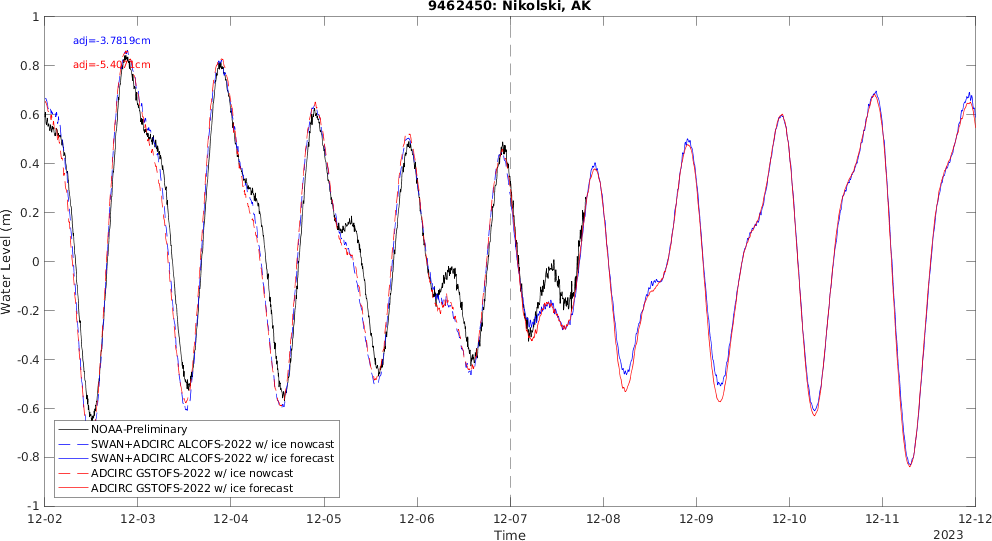 9462450: Nikolski, AK
1
0.8
0.6
0.4
0.2
0
-0.2
-0.4
-0.6
-0.8
-1
Water Level (m)
adj=-3.7819cm
NOAA-Preliminary
SWAN+ADCIRC ALCOFS-2022 w/ ice nowcast
SWAN+ADCIRC ALCOFS-2022 w/ ice forecast
ADCIRC GSTOFS-2022 w/ ice nowcast
ADCIRC GSTOFS-2022 w/ ice forecast
12-02 12-03 12-04 12-05 12-06 12-07 12-08 12-09 12-10 12-11 12-12
Time
2023